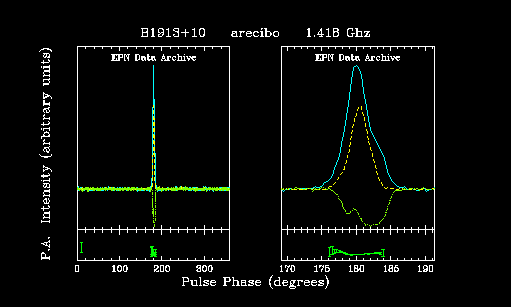 B1913+10 arecibo 1.418 Ghz
EPN Data Archive EPN Data Archive
P.A. Intensity (arbitrary units)
0 100 200 300 170 175 180 185 190
Pulse Phase (degrees)